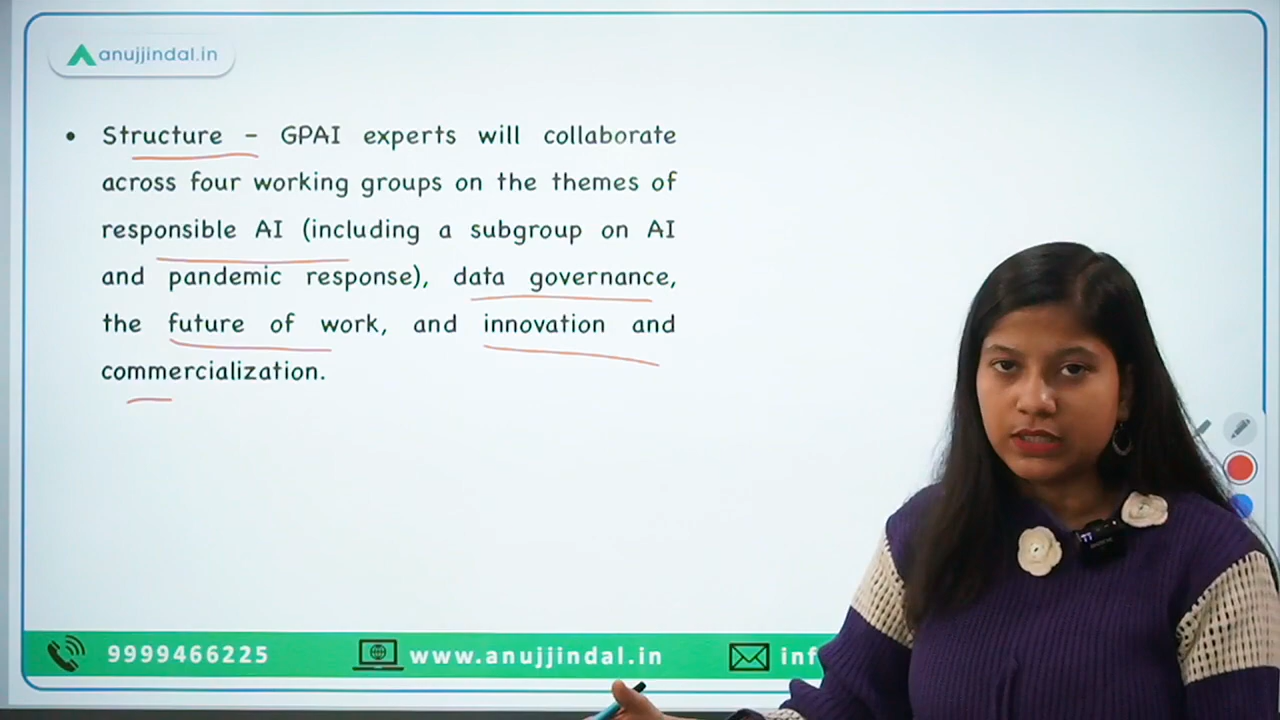 anujjindal.in
• Structure – GPAI experts will collaborate
across four working groups on the themes of
responsible AI (including a subgroup on AI
and pandemic response), data governance,
the future of work, and innovation and
commercialization.
9999466225
www.anujjindal.in
inf